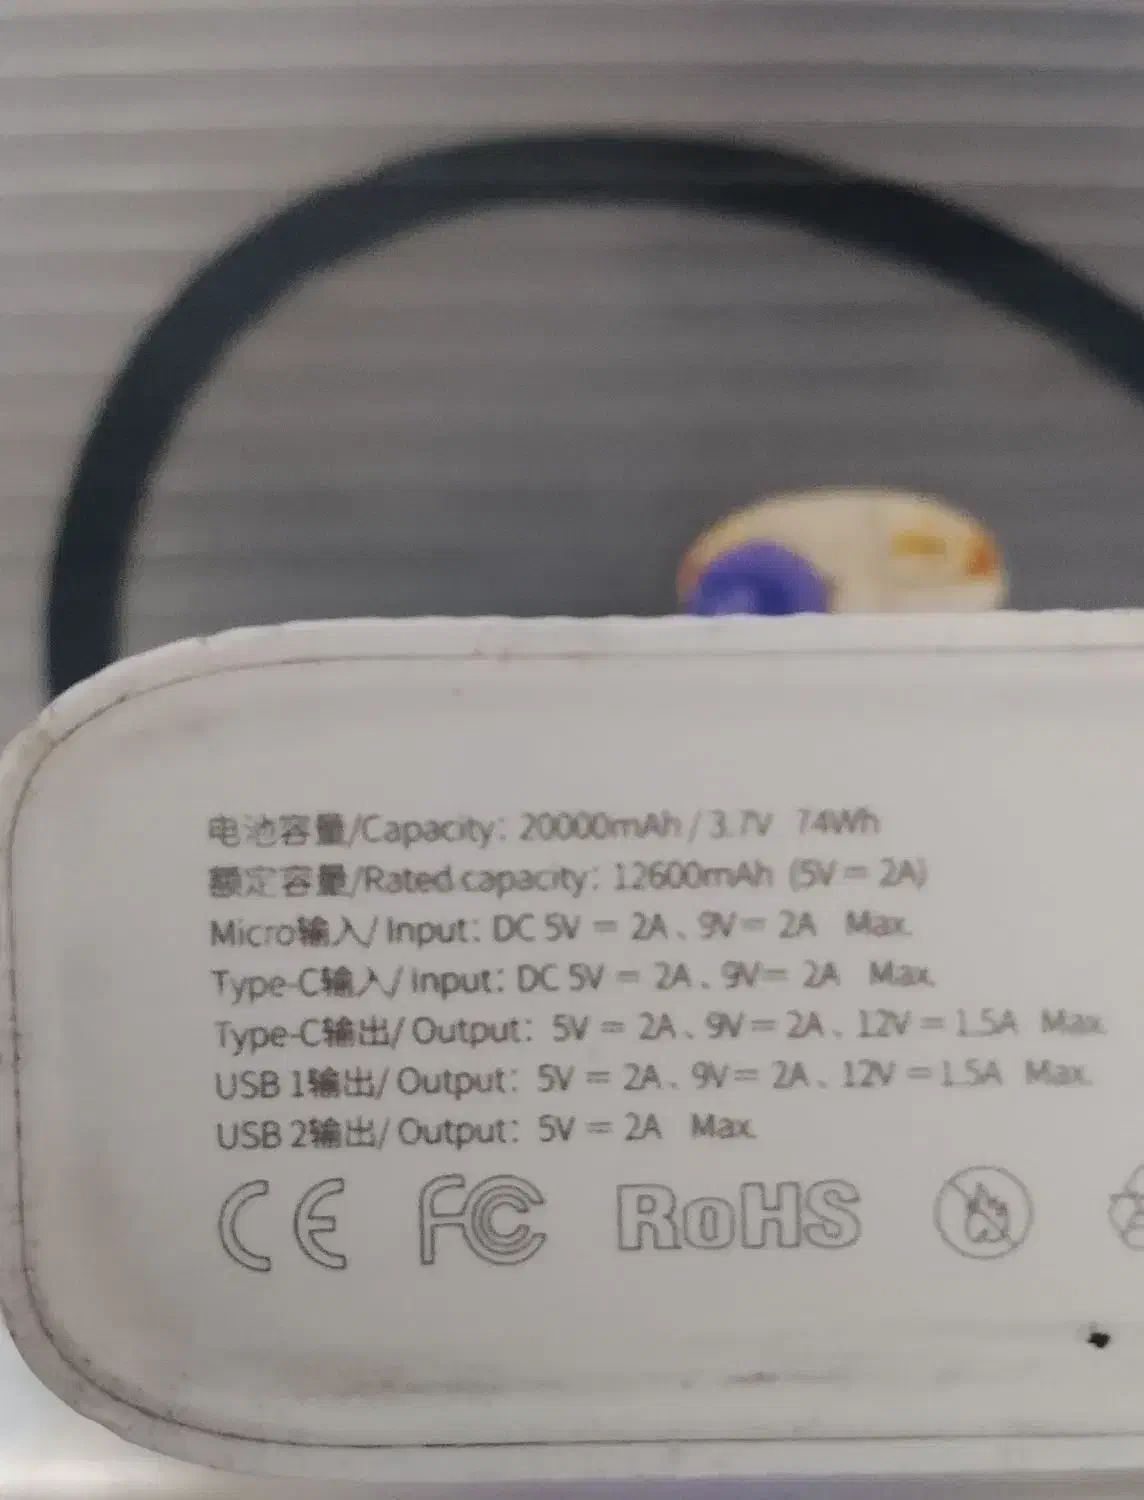 电池容量/Capacity: 20000mAh / 3.7V 74Wh
额定容量/Rated capacity: 12600mAh (5V = 2A)
Micro输入/ Input: DC 5V = 2A、9V= 2A Max.
Type-C输入/ Input: DC 5V = 2A、9V= 2A Max.
Type-C输出/ Output: 5V = 2A、9V= 2A、12V =1.5A Max.
USB 1输出/ Output: 5V = 2A、9V= 2A、12V =1.5A Max.
USB 2输出/ Output: 5V = 2A Max.
CE FC RoHS